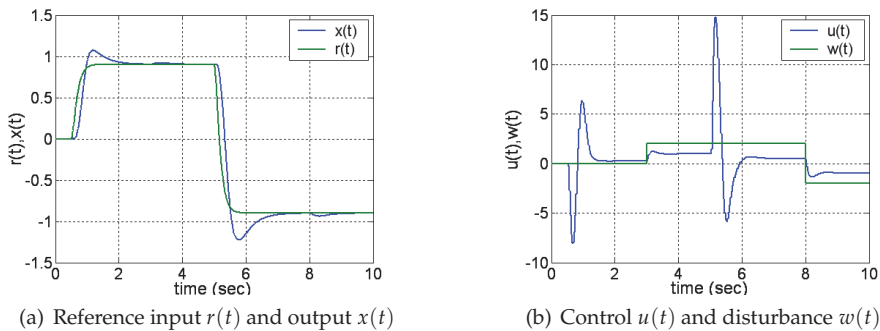 1.5
1
0.5
0
-0.5
-1
-1.5
r(t),x(t)
x(t)
r(t)
0 2 4 6 8 10
time (sec)
(a) Reference input r(t) and output x(t)
15
10
5
0
-5
-10
u(t),w(t)
u(t)
w(t)
0 2 4 6 8 10
time (sec)
(b) Control u(t) and disturbance w(t)